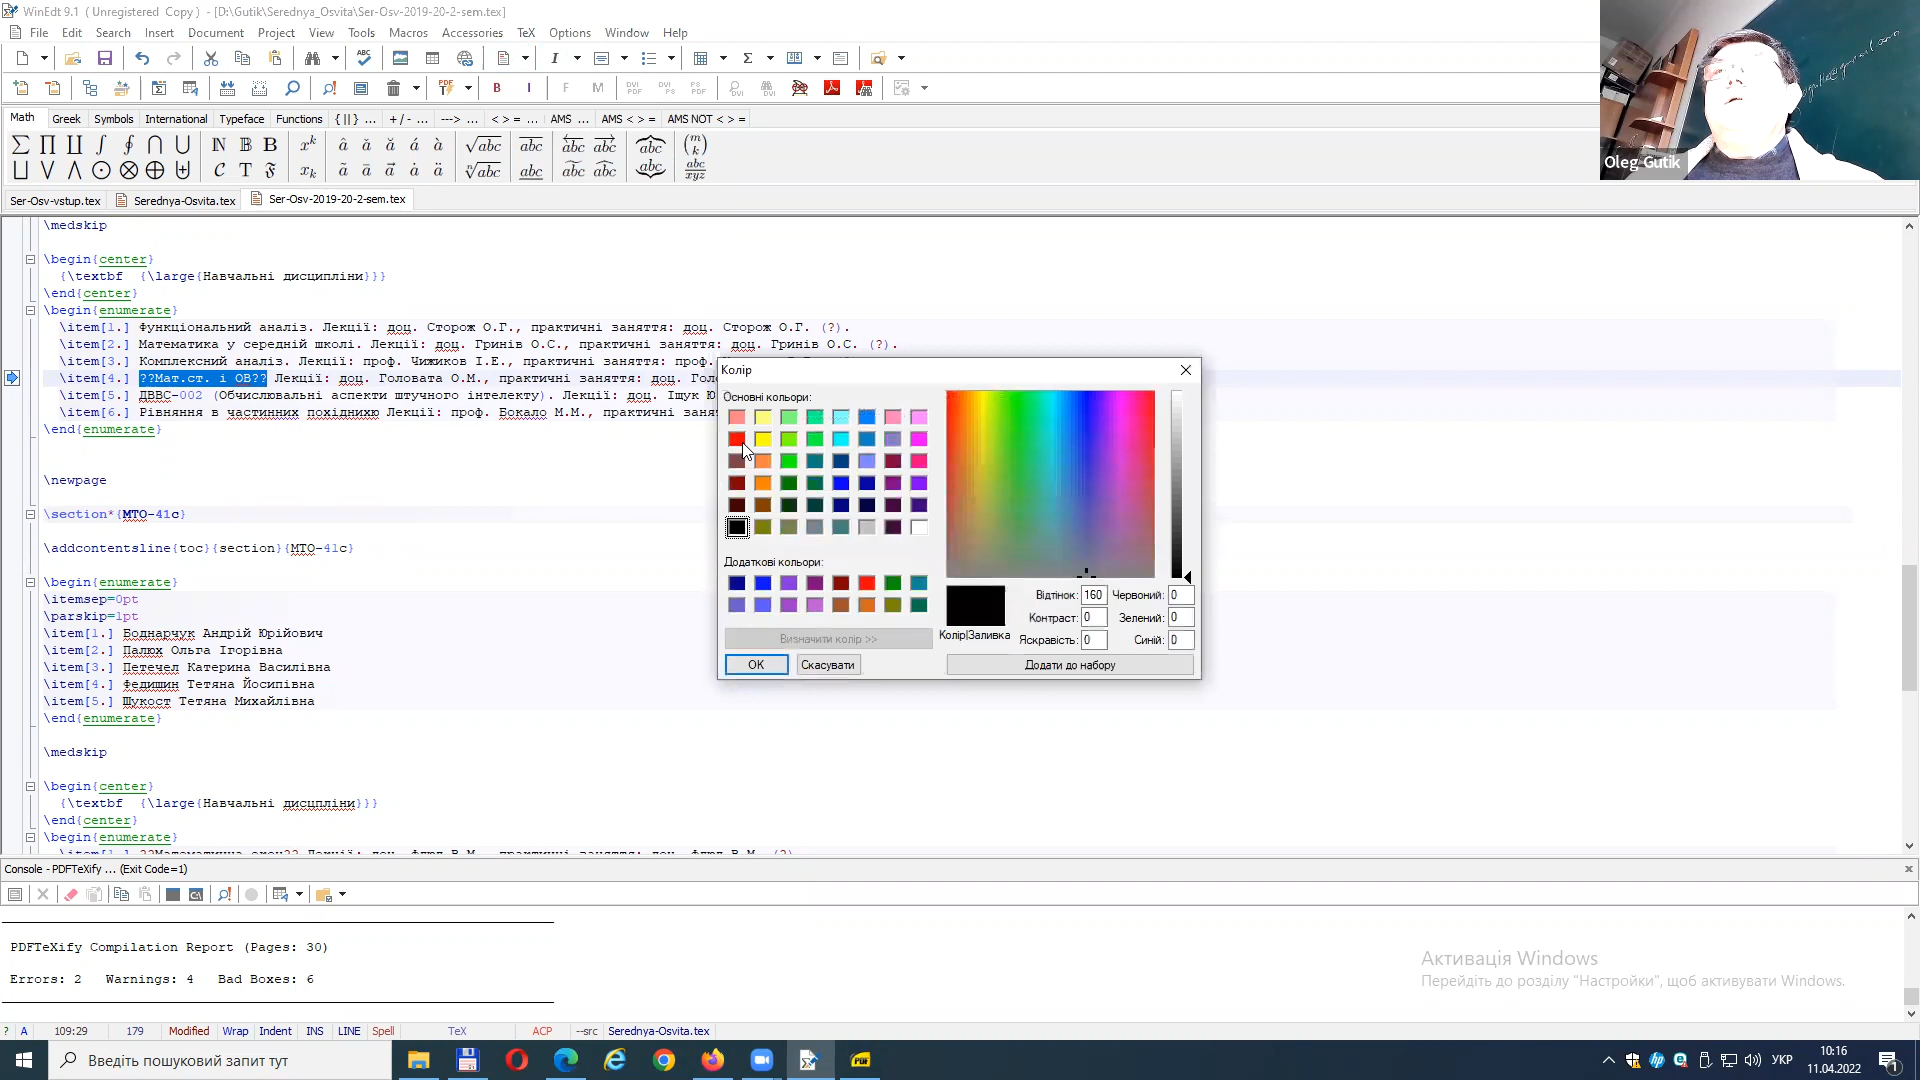 WinEdt 9.1 ( Unregistered Copy ) - [D:\Gutik\Serednya_Osvita\Ser-Osv-2019-20-2-sem.tex]
File Edit Search Insert Document Project View Tools Macros Accessories TeX Options Window Help
Math Greek Symbols International Typeface Functions { || } ... + / - ... ---> ... < > = ... AMS ... AMS < > = AMS NOT < > =
Ser-Osv-vstup.tex Serednya-Osvita.tex Ser-Osv-2019-20-2-sem.tex
Oleg Gutik
\medskip
\begin{center}
{\textbf {\large{Навчальні дисципліни}}}
\end{center}
\begin{enumerate}
\item[1.] Функціональний аналіз. Лекції: доц. Сторож О.Г., практичні заняття: доц. Сторож О.Г. (?).
\item[2.] Математика у середній школі. Лекції: доц. Гринів О.С., практичні заняття: доц. Гринів О.С. (?).
\item[3.] Комплексний аналіз. Лекції: проф. Чижиков І.Е., практичні заняття: проф.
\item[4.] ??Мат.ст. і ОВ?? Лекції: доц. Головата О.М., практичні заняття: доц. Голо
\item[5.] ДВВС-002 (Обчислювальні аспекти штучного інтелекту). Лекції: доц. Іщук Ю
\item[6.] Рівняння в частинних похіднихю Лекції: проф. Бокало М.М., практичні заня
\end{enumerate}
\newpage
\section*{МТО-41с}
\addcontentsline{toc}{section}{МТО-41с}
\begin{enumerate}
\itemsep=0pt
\parskip=1pt
\item[1.] Боднарчук Андрій Юрійович
\item[2.] Палюх Ольга Ігорівна
\item[3.] Петечел Катерина Василівна
\item[4.] Федишин Тетяна Йосипівна
\item[5.] Шукост Тетяна Михайлівна
\end{enumerate}
\medskip
\begin{center}
{\textbf {\large{Навчальні дисцпліни}}}
\end{center}
\begin{enumerate}
Колір
Основні кольори:
Додаткові кольори:
Визначити колір >>
OK Скасувати
Колір|Заливка
Відтінок: 160 Червоний: 0
Контраст: 0 Зелений: 0
Яскравість: 0 Синій: 0
Додати до набору
Console - PDFTeXify ... (Exit Code=1)
PDFTeXify Compilation Report (Pages: 30)
Errors: 2 Warnings: 4 Bad Boxes: 6
Активація Windows
Перейдіть до розділу "Настройки", щоб активувати Windows.
? A 109:29 179 Modified Wrap Indent INS LINE Spell TeX ACP --src Serednya-Osvita.tex
Введіть пошуковий запит тут
УКР 10:16
11.04.2022